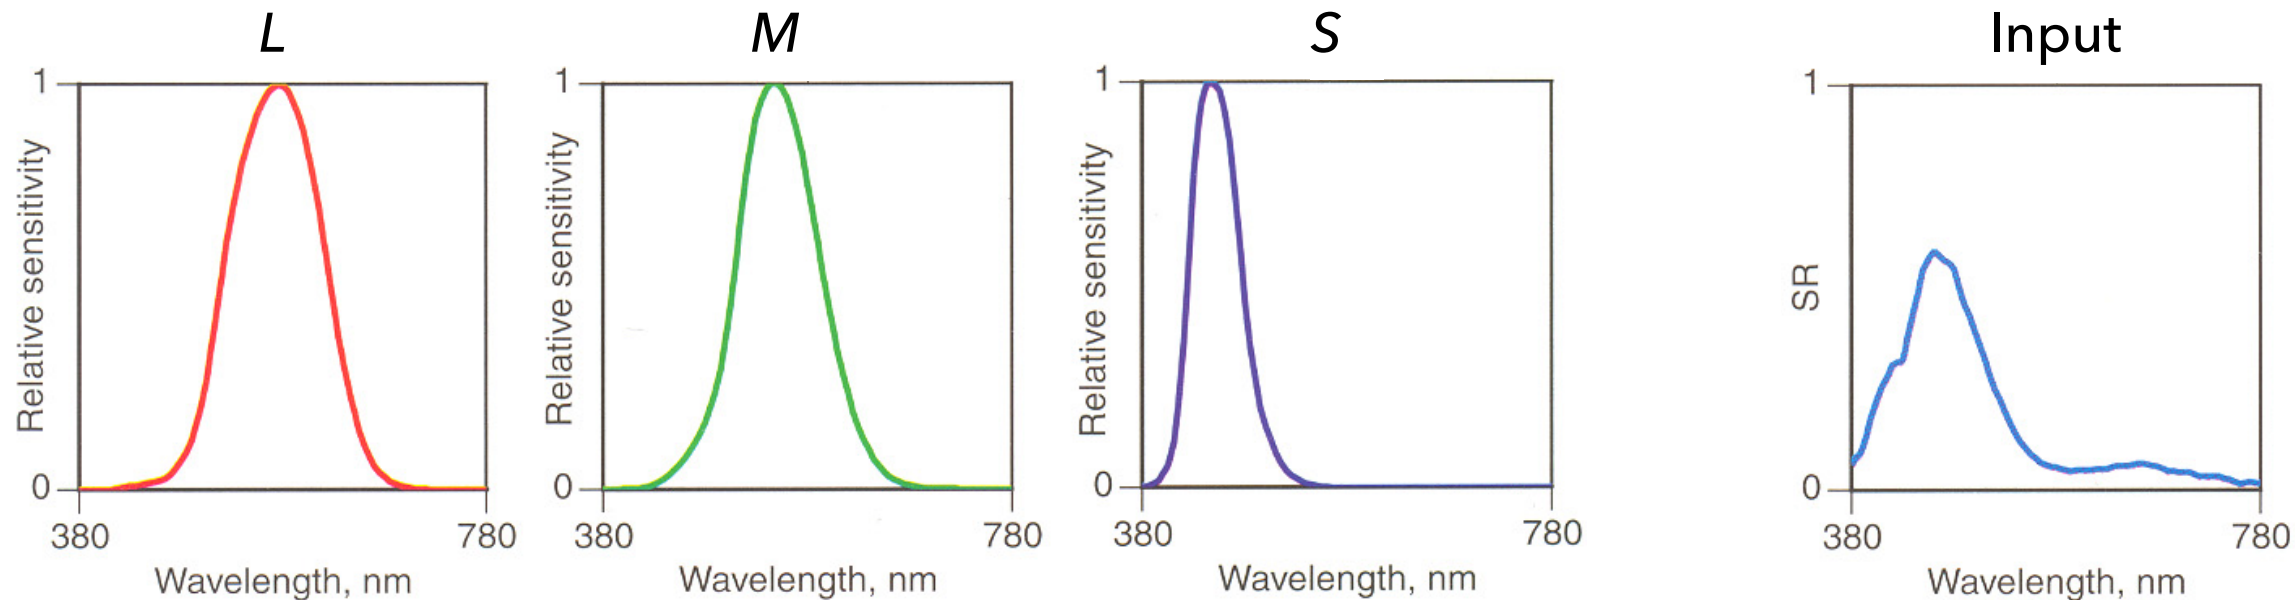 L
1
Relative sensitivity
0
380
780
Wavelength, nm
M
1
Relative sensitivity
0
380
780
Wavelength, nm
S
1
Relative sensitivity
0
380
780
Wavelength, nm
Input
1
SR
0
380
780
Wavelength, nm